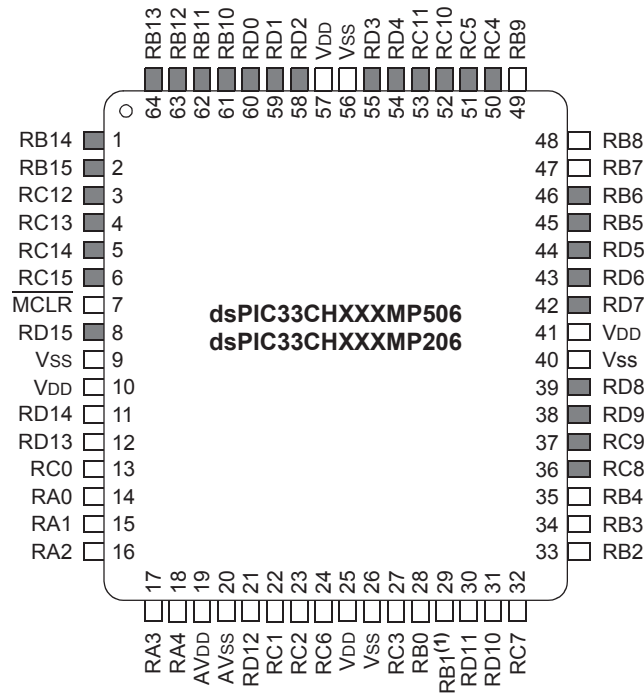 RB13 RB12 RB11 RB10 RD0 RD1 RD2 VDD VSS RD3 RD4 RC11 RC10 RC5 RC4 RB9
64 63 62 61 60 59 58 57 56 55 54 53 52 51 50 49
RB14 1 48 RB8
RB15 2 47 RB7
RC12 3 46 RB6
RC13 4 45 RB5
RC14 5 44 RD5
RC15 6 43 RD6
MCLR 7 42 RD7
RD15 8 41 VDD
VSS 9 40 Vss
VDD 10 39 RD8
RD14 11 38 RD9
RD13 12 37 RC9
RC0 13 36 RC8
RA0 14 35 RB4
RA1 15 34 RB3
RA2 16 33 RB2
dsPIC33CHXXXMP506
dsPIC33CHXXXMP206
17 18 19 20 21 22 23 24 25 26 27 28 29 30 31 32
RA3 RA4 AVDD AVSS RD12 RC1 RC2 RC6 VDD VSS RC3 RB0 RB1(1) RD11 RD10 RC7